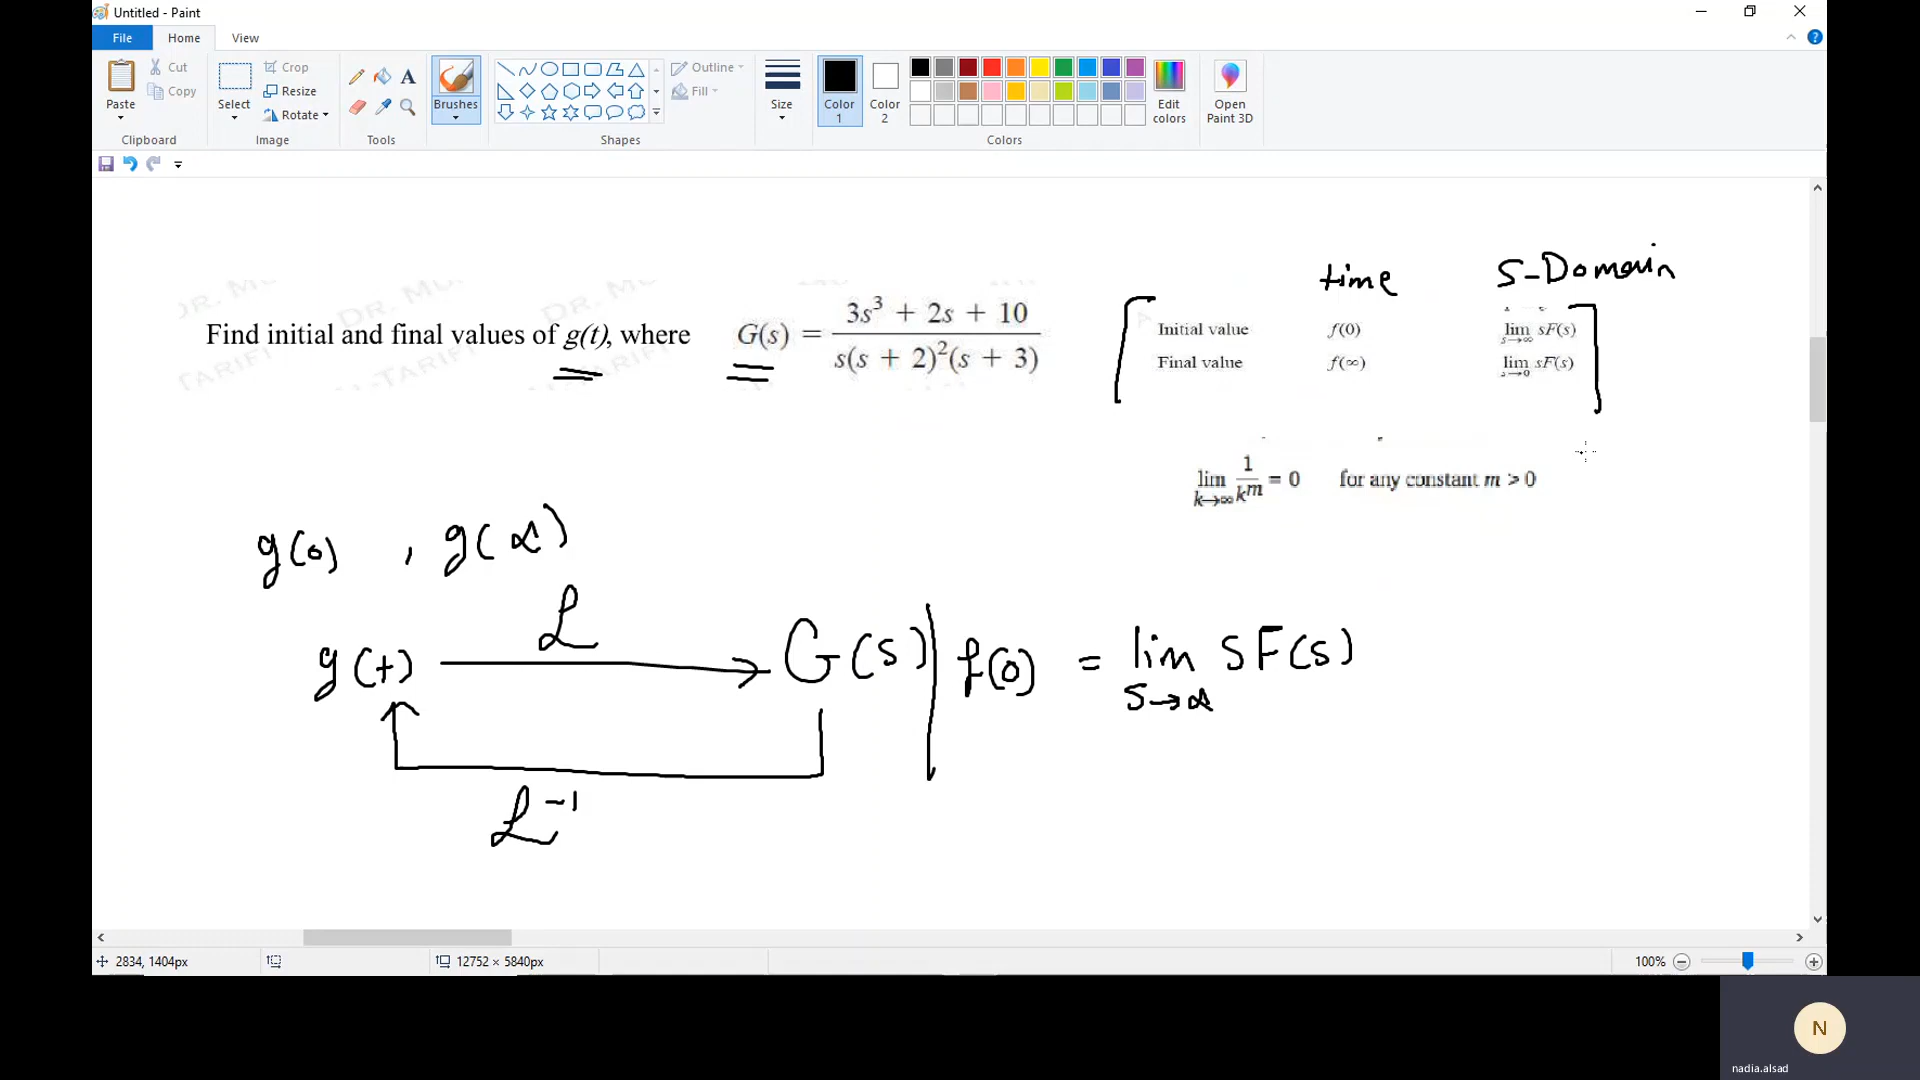 Untitled - Paint
File Home View
Paste
Cut
Copy
Clipboard
Select
Crop
Resize
Rotate
Image
Tools
Brushes
Shapes
Outline
Fill
Size
Color 1
Color 2
Edit colors
Open Paint 3D
Colors
time S-Domain
Find initial and final values of g(t), where G(s) = (3s³ + 2s + 10) / (s(s + 2)²(s + 3))
Initial value f(0) lim s→∞ sF(s)
Final value f(∞) lim s→0 sF(s)
lim k→∞ 1/k^m = 0 for any constant m > 0
g(0) , g(∞)
ℒ
g(t) → G(s) | f(0) = lim s→∞ SF(s)
ℒ⁻¹
2834, 1404px 12752 × 5840px 100%
N
nadia.alsad